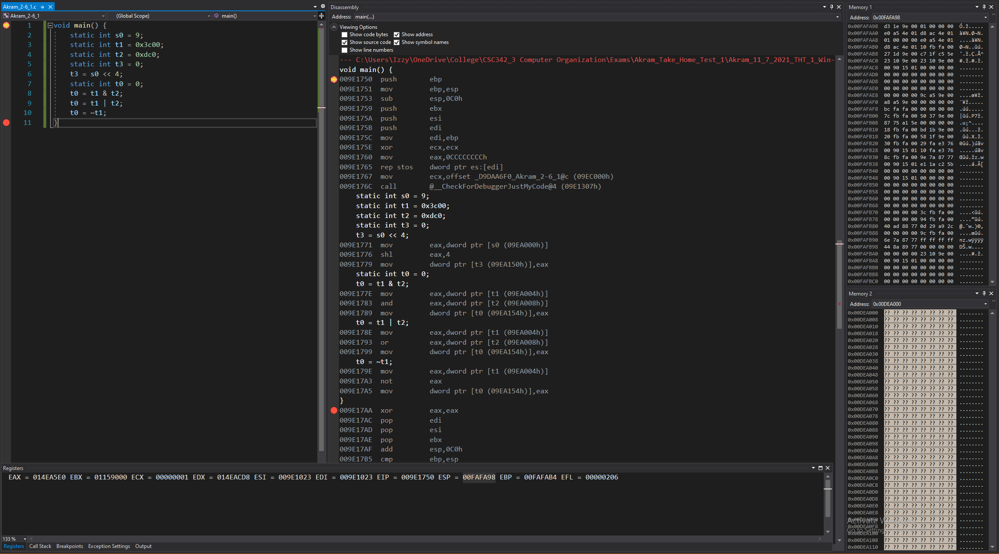 Akram_2-6_1.c
Akram_2-6_1 (Global Scope) main()
1 void main() {
2 static int s0 = 9;
3 static int t1 = 0x3c00;
4 static int t2 = 0xdc0;
5 static int t3 = 0;
6 t3 = s0 << 4;
7 static int t0 = 0;
8 t0 = t1 & t2;
9 t0 = t1 | t2;
10 t0 = ~t1;
11 }
Disassembly
Address: main(...)
Viewing Options
Show code bytes Show address
Show source code Show symbol names
Show line numbers
--- C:\Users\Izzy\OneDrive\College\CSC342_3 Computer Organization\Exams\Akram_Take_Home_Test_1\Akram_11_7_2021_THT_1_Win-
void main() {
009E1750 push ebp
009E1751 mov ebp,esp
009E1753 sub esp,0C0h
009E1759 push ebx
009E175A push esi
009E175B push edi
009E175C mov edi,ebp
009E175E xor ecx,ecx
009E1760 mov eax,0CCCCCCCCh
009E1765 rep stos dword ptr es:[edi]
009E1767 mov ecx,offset _D9DAA6F0_Akram_2-6_1@c (09EC000h)
009E176C call @__CheckForDebuggerJustMyCode@4 (09E1307h)
static int s0 = 9;
static int t1 = 0x3c00;
static int t2 = 0xdc0;
static int t3 = 0;
t3 = s0 << 4;
009E1771 mov eax,dword ptr [s0 (09EA000h)]
009E1776 shl eax,4
009E1779 mov dword ptr [t3 (09EA150h)],eax
static int t0 = 0;
t0 = t1 & t2;
009E177E mov eax,dword ptr [t1 (09EA004h)]
009E1783 and eax,dword ptr [t2 (09EA008h)]
009E1789 mov dword ptr [t0 (09EA154h)],eax
t0 = t1 | t2;
009E178E mov eax,dword ptr [t1 (09EA004h)]
009E1793 or eax,dword ptr [t2 (09EA008h)]
009E1799 mov dword ptr [t0 (09EA154h)],eax
t0 = ~t1;
009E179E mov eax,dword ptr [t1 (09EA004h)]
009E17A3 not eax
009E17A5 mov dword ptr [t0 (09EA154h)],eax
}
009E17AA xor eax,eax
009E17AC pop edi
009E17AD pop esi
009E17AE pop ebx
009E17AF add esp,0C0h
009E17B5 cmp ebp,esp
Memory 1
Address: 0x00FAFA98
0x00FAFA98 d3 1e 9e 00 01 00 00 00 Ó.ž.....
0x00FAFAA0 e0 a5 4e 01 d8 ac 4e 01 à¥N.Ø¬N.
0x00FAFAA8 01 00 00 00 e0 a5 4e 01 ....à¥N.
0x00FAFAB0 d8 ac 4e 01 10 fb fa 00 Ø¬N..ûú.
0x00FAFAB8 27 1d 9e 00 c7 1f c5 5e '.ž.Ç.Å^
0x00FAFAC0 23 10 9e 00 23 10 9e 00 #.ž.#.ž.
0x00FAFAC8 00 90 15 01 00 00 00 00 ........
0x00FAFAD0 00 00 00 00 00 00 00 00 ........
0x00FAFAD8 00 00 00 00 00 00 00 00 ........
0x00FAFAE0 00 00 00 00 00 00 00 00 ........
0x00FAFAE8 00 00 00 00 9c a5 9e 00 ....œ¥ž.
0x00FAFAF0 a8 a5 9e 00 00 00 00 00 ¨¥ž.....
0x00FAFAF8 bc fa fa 00 00 00 00 00 .úú.....
0x00FAFB00 7c fb fa 00 50 37 9e 00 |ûú.P7ž.
0x00FAFB08 87 75 a1 5e 00 00 00 00 .u¡^....
0x00FAFB10 18 fb fa 00 bd 1b 9e 00 .ûú...ž.
0x00FAFB18 20 fb fa 00 58 1f 9e 00 ûú.X.ž.
0x00FAFB20 30 fb fa 00 29 fa e3 76 0ûú.)úãv
0x00FAFB28 00 90 15 01 10 fa e3 76 .....úãv
0x00FAFB30 8c fb fa 00 9e 7a 87 77 Œûú.žz.w
0x00FAFB38 00 90 15 01 e1 1a c2 5b ....á.Â[
0x00FAFB40 00 00 00 00 00 00 00 00 ........
0x00FAFB48 00 90 15 01 00 00 00 00 ........
0x00FAFB50 00 00 00 00 00 00 00 00 ........
0x00FAFB58 00 00 00 00 00 00 00 00 ........
0x00FAFB60 00 00 00 00 00 00 00 00 ........
0x00FAFB68 00 00 00 00 00 00 00 00 ........
0x00FAFB70 00 00 00 00 3c fb fa 00 ....<ûú.
0x00FAFB78 00 00 00 00 94 fb fa 00 ....”ûú.
0x00FAFB80 40 ad 88 77 0d 29 a9 2c @.ˆw.)©,
0x00FAFB88 00 00 00 00 9c fb fa 00 ....œûú.
0x00FAFB90 6e 7a 87 77 ff ff ff ff nz.wÿÿÿÿ
0x00FAFB98 44 8a 89 77 00 00 00 00 DŠ.w....
0x00FAFBA0 00 00 00 00 23 10 9e 00 ....#.ž.
0x00FAFBA8 00 90 15 01 00 00 00 00 ........
0x00FAFBB0 00 00 00 00 00 00 00 00 ........
0x00FAFBB8 00 00 00 00 00 00 00 00 ........
0x00FAFBC0 00 00 00 00 00 00 00 00 ........
Memory 2
Address: 0x00DEA000
0x00DEA000 ?? ?? ?? ?? ?? ?? ?? ?? ........
0x00DEA008 ?? ?? ?? ?? ?? ?? ?? ?? ........
0x00DEA010 ?? ?? ?? ?? ?? ?? ?? ?? ........
0x00DEA018 ?? ?? ?? ?? ?? ?? ?? ?? ........
0x00DEA020 ?? ?? ?? ?? ?? ?? ?? ?? ........
0x00DEA028 ?? ?? ?? ?? ?? ?? ?? ?? ........
0x00DEA030 ?? ?? ?? ?? ?? ?? ?? ?? ........
0x00DEA038 ?? ?? ?? ?? ?? ?? ?? ?? ........
0x00DEA040 ?? ?? ?? ?? ?? ?? ?? ?? ........
0x00DEA048 ?? ?? ?? ?? ?? ?? ?? ?? ........
0x00DEA050 ?? ?? ?? ?? ?? ?? ?? ?? ........
0x00DEA058 ?? ?? ?? ?? ?? ?? ?? ?? ........
0x00DEA060 ?? ?? ?? ?? ?? ?? ?? ?? ........
0x00DEA068 ?? ?? ?? ?? ?? ?? ?? ?? ........
0x00DEA070 ?? ?? ?? ?? ?? ?? ?? ?? ........
0x00DEA078 ?? ?? ?? ?? ?? ?? ?? ?? ........
0x00DEA080 ?? ?? ?? ?? ?? ?? ?? ?? ........
0x00DEA088 ?? ?? ?? ?? ?? ?? ?? ?? ........
0x00DEA090 ?? ?? ?? ?? ?? ?? ?? ?? ........
0x00DEA098 ?? ?? ?? ?? ?? ?? ?? ?? ........
0x00DEA0A0 ?? ?? ?? ?? ?? ?? ?? ?? ........
0x00DEA0A8 ?? ?? ?? ?? ?? ?? ?? ?? ........
0x00DEA0B0 ?? ?? ?? ?? ?? ?? ?? ?? ........
0x00DEA0B8 ?? ?? ?? ?? ?? ?? ?? ?? ........
0x00DEA0C0 ?? ?? ?? ?? ?? ?? ?? ?? ........
0x00DEA0C8 ?? ?? ?? ?? ?? ?? ?? ?? ........
0x00DEA0D0 ?? ?? ?? ?? ?? ?? ?? ?? ........
0x00DEA0D8 ?? ?? ?? ?? ?? ?? ?? ?? ........
0x00DEA0E0 ?? ?? ?? ?? ?? ?? ?? ?? ........
0x00DEA0E8 ?? ?? ?? ?? ?? ?? ?? ?? ........
0x00DEA0F0 ?? ?? ?? ?? ?? ?? ?? ?? ........
0x00DEA0F8 ?? ?? ?? ?? ?? ?? ?? ?? ........
0x00DEA100 ?? ?? ?? ?? ?? ?? ?? ?? ........
0x00DEA108 ?? ?? ?? ?? ?? ?? ?? ?? ........
0x00DEA110 ?? ?? ?? ?? ?? ?? ?? ?? ........
Activate
Go to
Registers
EAX = 014EA5E0 EBX = 01159000 ECX = 00000001 EDX = 014EACD8 ESI = 009E1023 EDI = 009E1023 EIP = 009E1750 ESP = 00FAFA98 EBP = 00FAFAB4 EFL = 00000206
133 %
Registers Call Stack Breakpoints Exception Settings Output